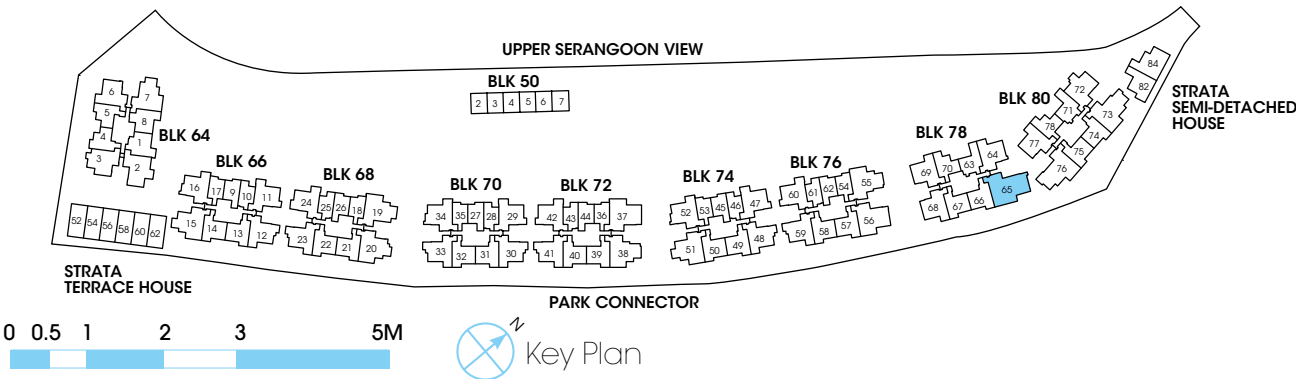 UPPER SERANGOON VIEW
BLK 50
2 3 4 5 6 7
84
82
STRATA
SEMI-DETACHED
HOUSE
BLK 80
72
71
73
78
74
77
75
76
BLK 64
6
7
5
8
4
1
3
2
BLK 78
64
63
70
69
65
66
67
68
BLK 66
16 17 9 10 11
15 14 13 12
BLK 68
24 25 26 18 19
23 22 21 20
BLK 70
34 35 27 28 29
33 32 31 30
BLK 72
42 43 44 36 37
41 40 39 38
BLK 74
52 53 45 46 47
51 50 49 48
BLK 76
60 61 62 54 55
59 58 57 56
52 54 56 58 60 62
STRATA
TERRACE HOUSE
PARK CONNECTOR
0 0.5 1 2 3 5M
N
Key Plan